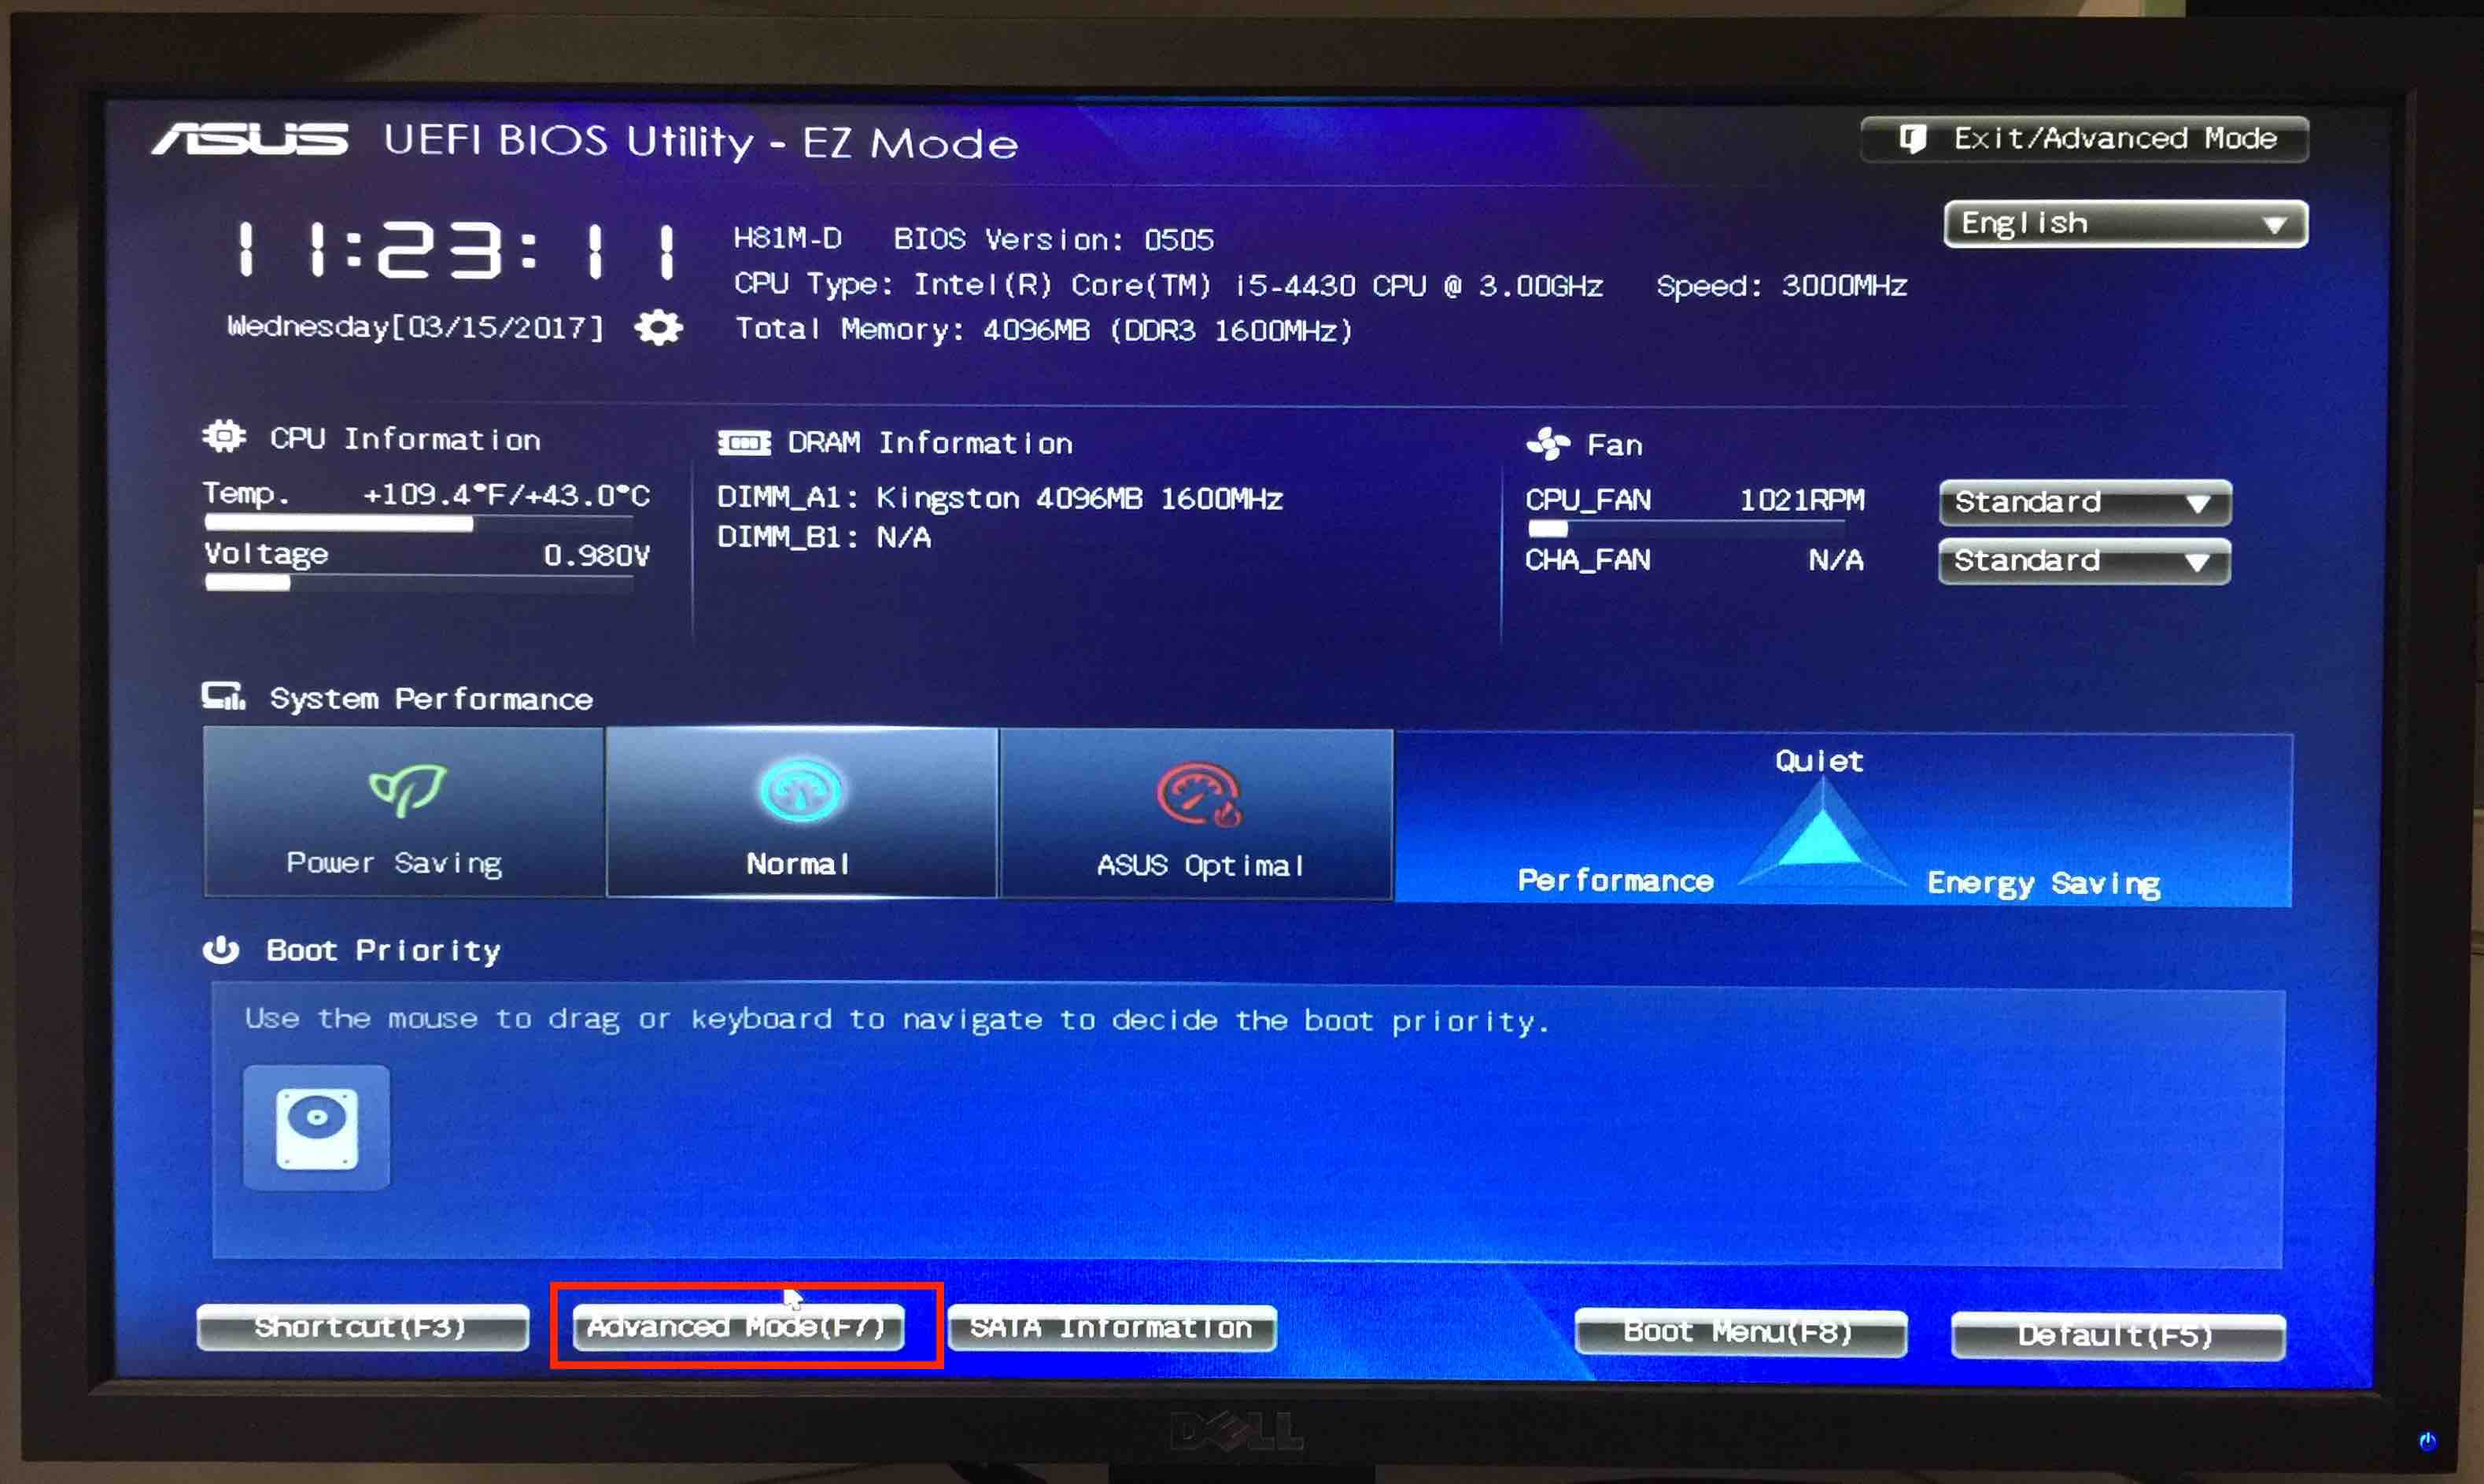 ASUS UEFI BIOS Utility - EZ Mode
Exit/Advanced Mode
English
11:23:11
Wednesday[03/15/2017]
H81M-D BIOS Version: 0505
CPU Type: Intel(R) Core(TM) i5-4430 CPU @ 3.00GHz Speed: 3000MHz
Total Memory: 4096MB (DDR3 1600MHz)
CPU Information
Temp. +109.4°F/+43.0°C
Voltage 0.980V
DRAM Information
DIMM_A1: Kingston 4096MB 1600MHz
DIMM_B1: N/A
Fan
CPU_FAN 1021RPM Standard
CHA_FAN N/A Standard
System Performance
Power Saving
Normal
ASUS Optimal
Quiet
Performance
Energy Saving
Boot Priority
Use the mouse to drag or keyboard to navigate to decide the boot priority.
Shortcut(F3)
Advanced Mode(F7)
SATA Information
Boot Menu(F8)
Default(F5)
DELL